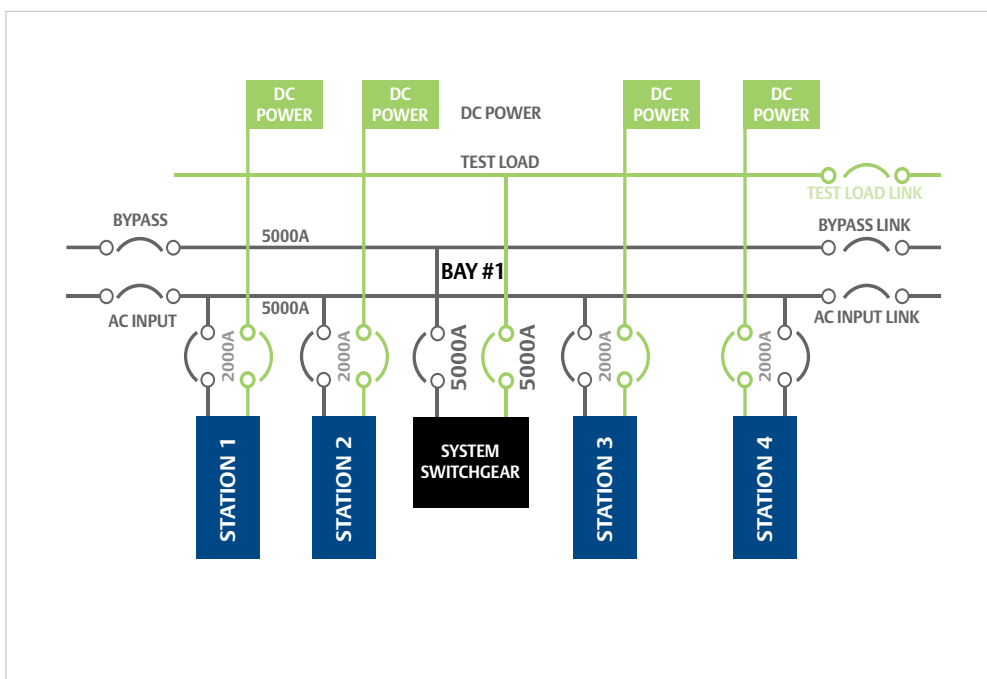 DC
POWER
DC
POWER
DC POWER
DC
POWER
DC
POWER
TEST LOAD
TEST LOAD LINK
BYPASS
5000A
BYPASS LINK
BAY #1
AC INPUT
5000A
AC INPUT LINK
2000A
2000A
5000A
5000A
2000A
2000A
STATION 1
STATION 2
SYSTEM
SWITCHGEAR
STATION 3
STATION 4